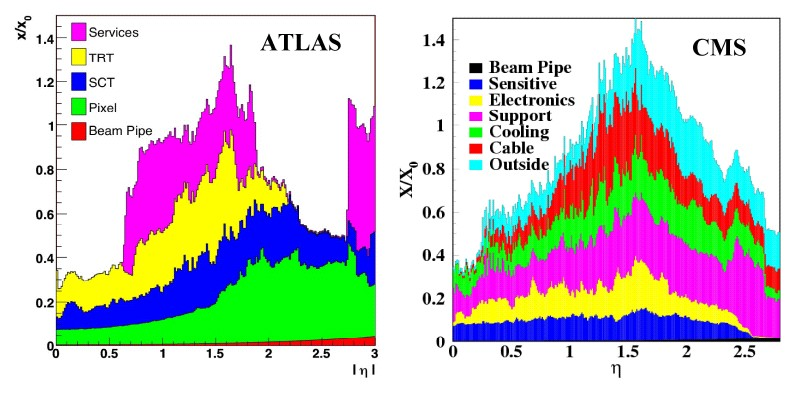 x/x0
ATLAS
Services
TRT
SCT
Pixel
Beam Pipe
1.4
1.2
1
0.8
0.6
0.4
0.2
0
0 0.5 1 1.5 2 2.5 3
| η |
X/X0
CMS
Beam Pipe
Sensitive
Electronics
Support
Cooling
Cable
Outside
1.4
1.2
1
0.8
0.6
0.4
0.2
0
0 0.5 1 1.5 2 2.5
η